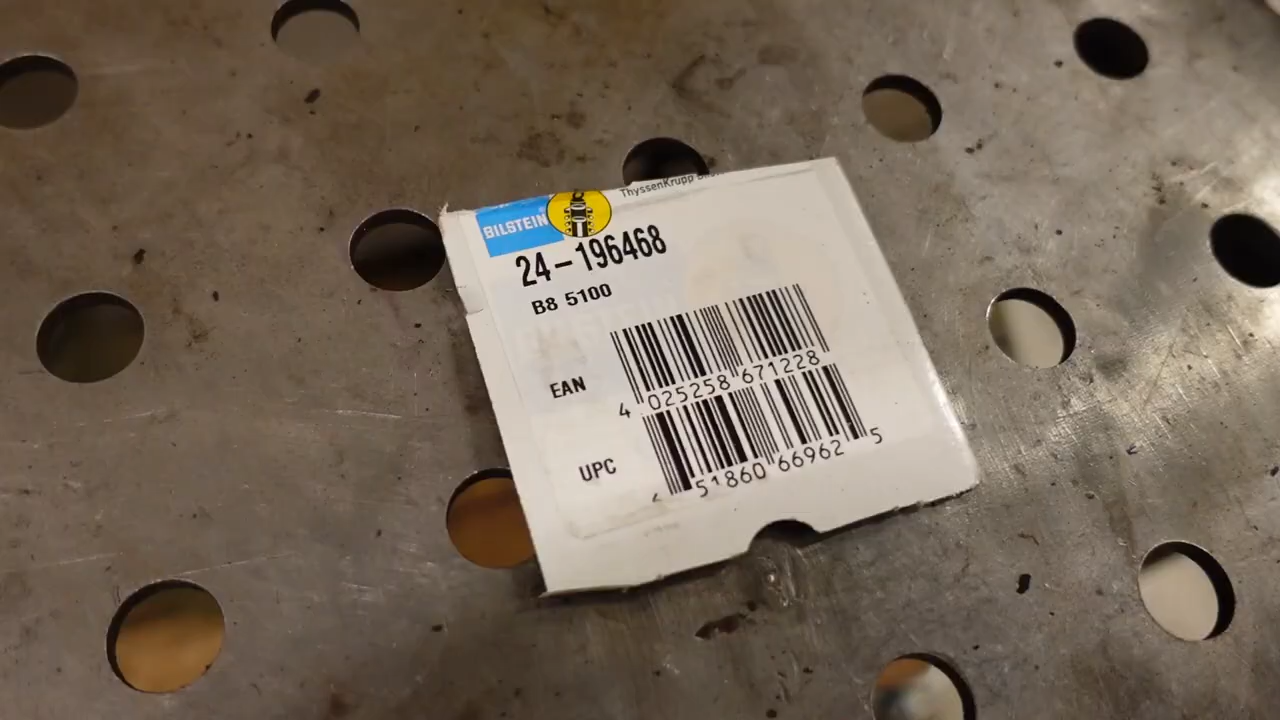 ThyssenKrupp
BILSTEIN®
24-196468
B8 5100
EAN
4 025258 671228
UPC
51860 66962 5